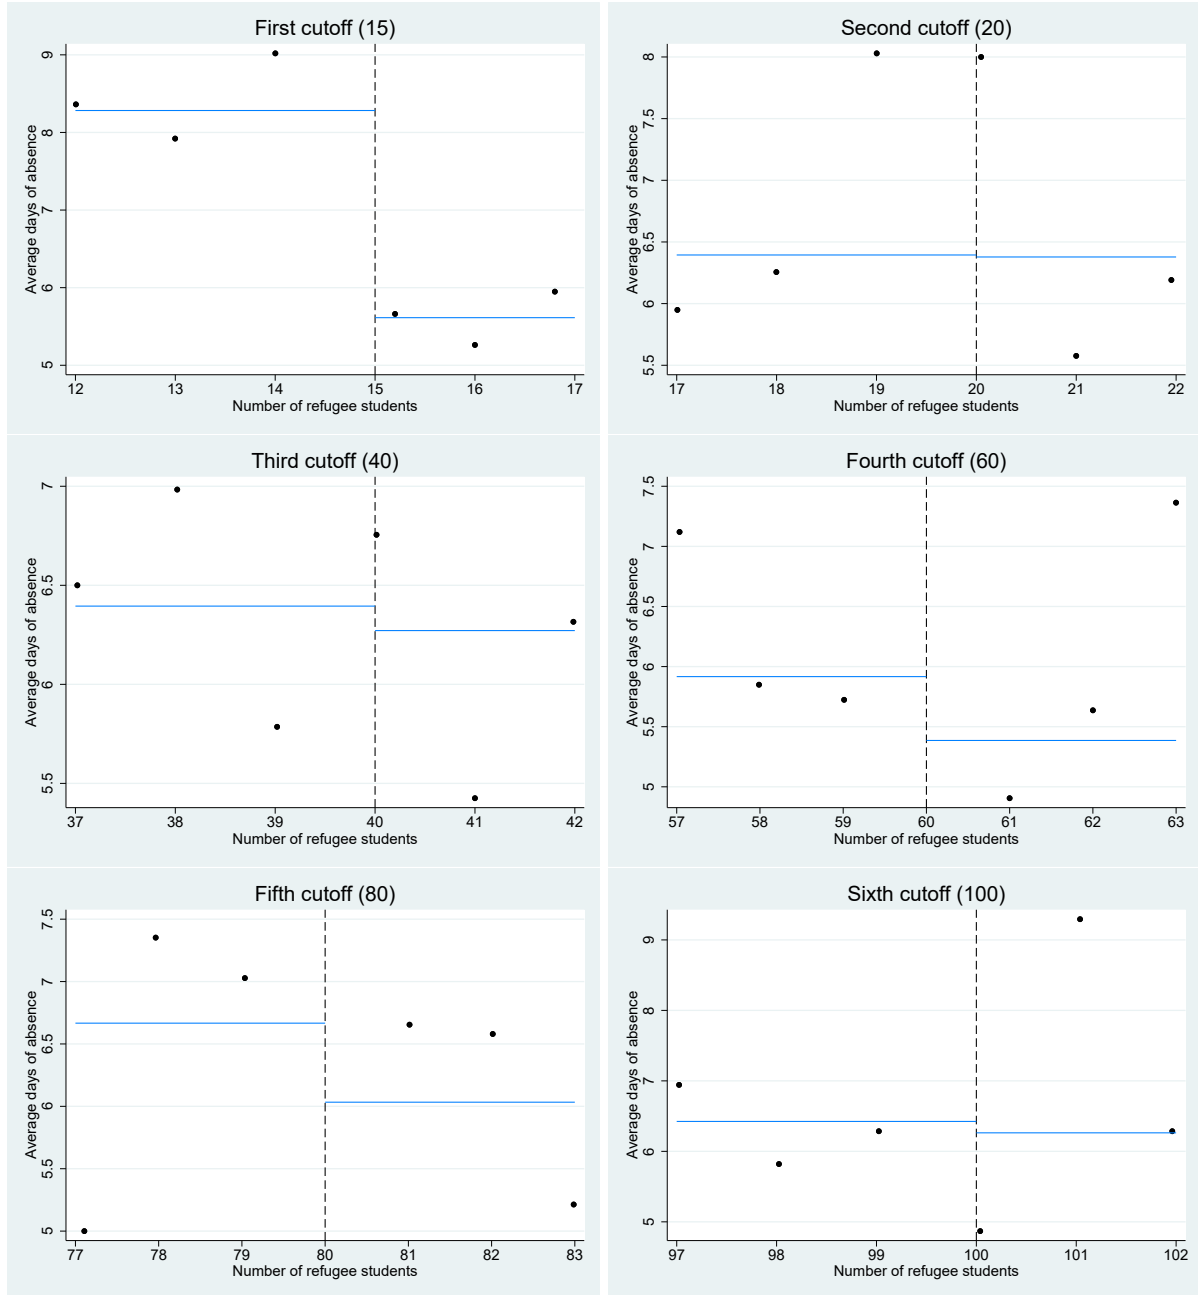 First cutoff (15)
Average days of absence
9
8
7
6
5
12 13 14 15 16 17
Number of refugee students
Second cutoff (20)
Average days of absence
8
7.5
7
6.5
6
5.5
17 18 19 20 21 22
Number of refugee students
Third cutoff (40)
Average days of absence
7
6.5
6
5.5
37 38 39 40 41 42
Number of refugee students
Fourth cutoff (60)
Average days of absence
7.5
7
6.5
6
5.5
5
57 58 59 60 61 62 63
Number of refugee students
Fifth cutoff (80)
Average days of absence
7.5
7
6.5
6
5.5
5
77 78 79 80 81 82 83
Number of refugee students
Sixth cutoff (100)
Average days of absence
9
8
7
6
5
97 98 99 100 101 102
Number of refugee students